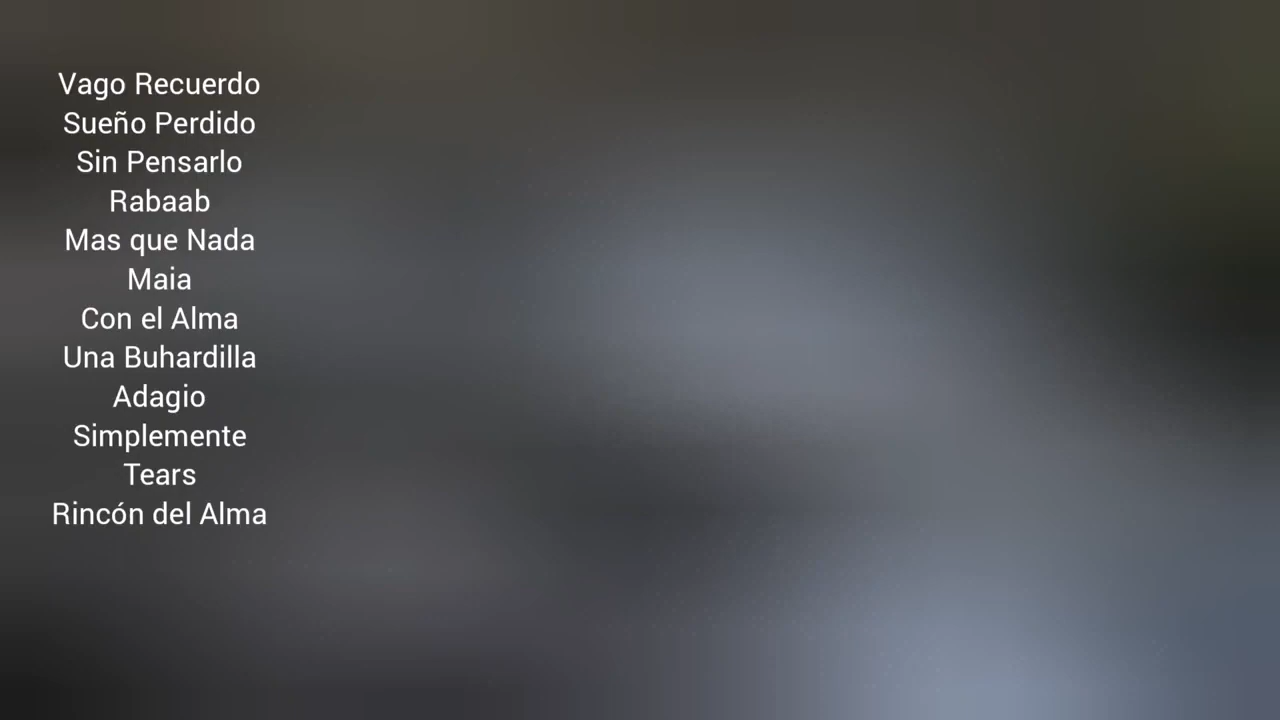 Vago Recuerdo
Sueño Perdido
Sin Pensarlo
Rabaab
Mas que Nada
Maia
Con el Alma
Una Buhardilla
Adagio
Simplemente
Tears
Rincón del Alma